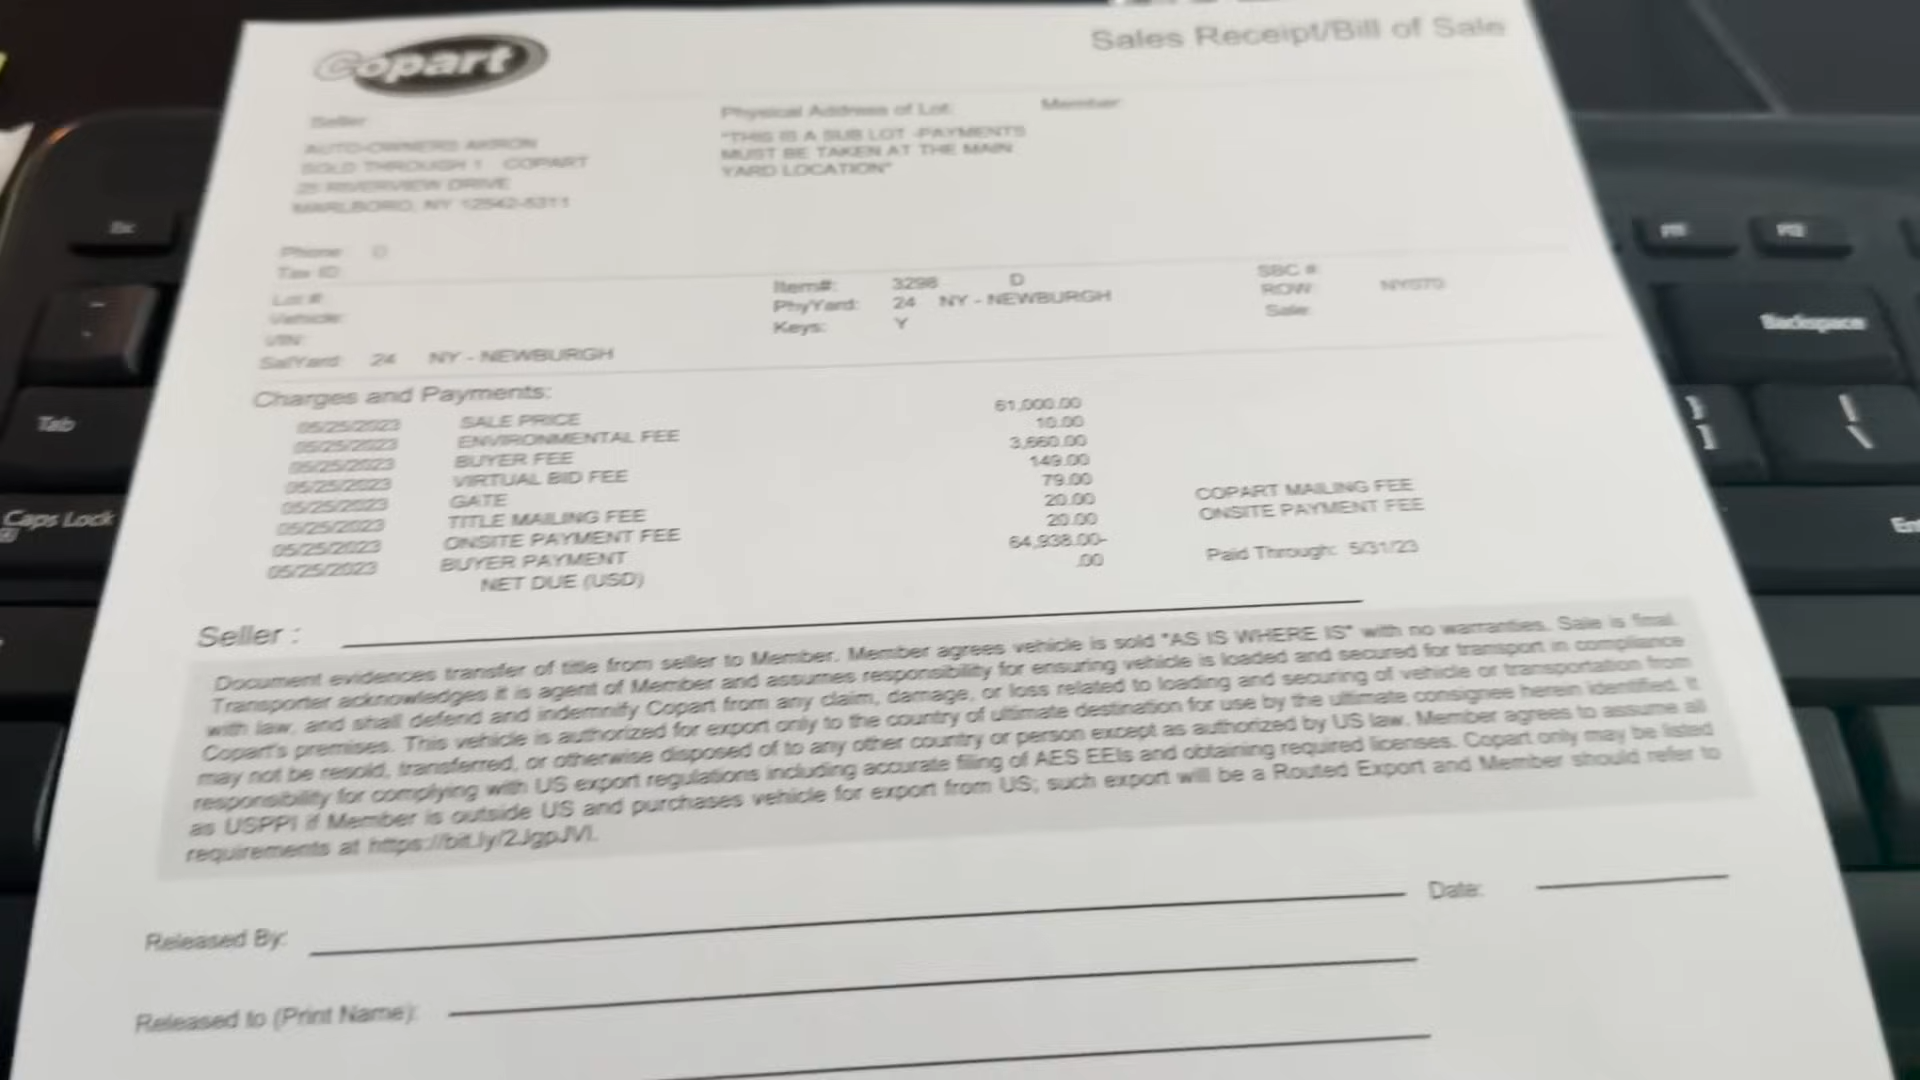 Copart
Sales Receipt/Bill of Sale
Seller:
AUTO-OWNERS AKRON
SOLD THROUGH 1 COPART
25 RIVERVIEW DRIVE
MARLBORO, NY 12542-5311
Physical Address of Lot:
"THIS IS A SUB LOT -PAYMENTS
MUST BE TAKEN AT THE MAIN
YARD LOCATION"
Member:
Phone: 0
Tax ID:
Lot #:
Vehicle:
VIN:
SalYard: 24 NY - NEWBURGH
Item#: 3298 D
PhyYard: 24 NY - NEWBURGH
Keys: Y
SBC #:
ROW: NY070
Sale:
Charges and Payments:
05/25/2023 SALE PRICE 61,000.00
05/25/2023 ENVIRONMENTAL FEE 10.00
05/25/2023 BUYER FEE 3,660.00
05/25/2023 VIRTUAL BID FEE 149.00
05/25/2023 GATE 79.00
05/25/2023 TITLE MAILING FEE 20.00 COPART MAILING FEE
05/25/2023 ONSITE PAYMENT FEE 20.00 ONSITE PAYMENT FEE
05/25/2023 BUYER PAYMENT 64,938.00-
NET DUE (USD) .00 Paid Through: 5/31/23
Seller :
Document evidences transfer of title from seller to Member. Member agrees vehicle is sold "AS IS WHERE IS" with no warranties. Sale is final.
Transporter acknowledges it is agent of Member and assumes responsibility for ensuring vehicle is loaded and secured for transport in compliance
with law, and shall defend and indemnify Copart from any claim, damage, or loss related to loading and securing of vehicle or transportation from
Copart's premises. This vehicle is authorized for export only to the country of ultimate destination for use by the ultimate consignee herein identified. It
may not be resold, transferred, or otherwise disposed of to any other country or person except as authorized by US law. Member agrees to assume all
responsibility for complying with US export regulations including accurate filing of AES EEIs and obtaining required licenses. Copart only may be listed
as USPPI if Member is outside US and purchases vehicle for export from US; such export will be a Routed Export and Member should refer to
requirements at https://bit.ly/2JgpJVl.
Released By:
Date:
Released to (Print Name):
Esc
Tab
Caps Lock
F11
F12
Backspace
}
]
|
\
En